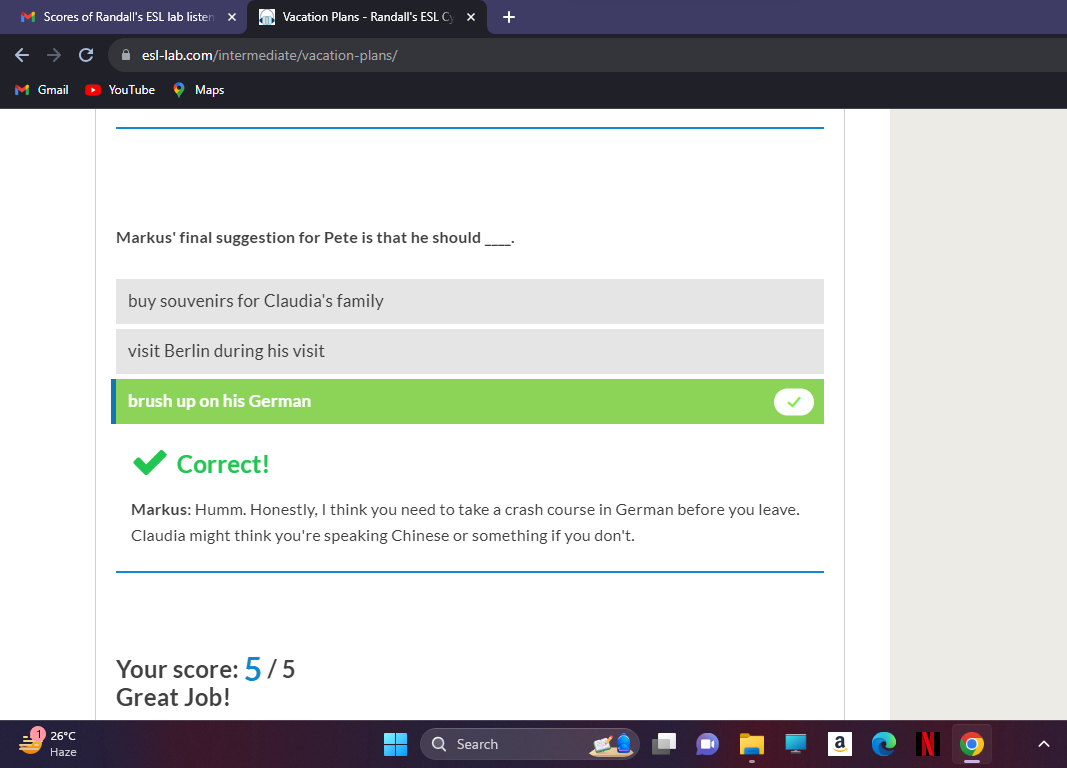 Scores of Randall's ESL lab listen
Vacation Plans - Randall's ESL Cy
esl-lab.com/intermediate/vacation-plans/
Gmail YouTube Maps
Markus' final suggestion for Pete is that he should ____.
buy souvenirs for Claudia's family
visit Berlin during his visit
brush up on his German
Correct!
Markus: Humm. Honestly, I think you need to take a crash course in German before you leave.
Claudia might think you're speaking Chinese or something if you don't.
Your score: 5 / 5
Great Job!
1
26°C
Haze
Search
a
N